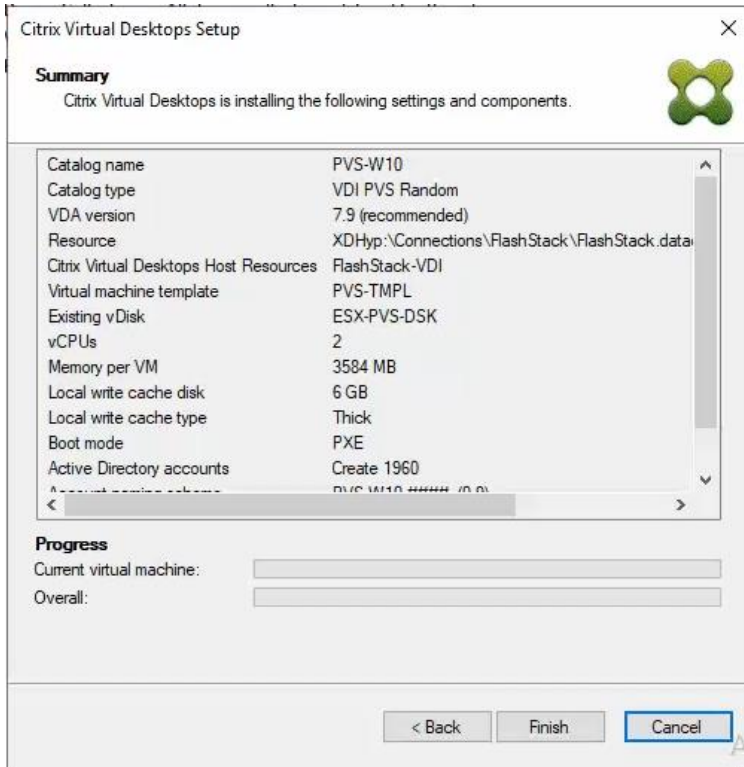 Citrix Virtual Desktops Setup
Summary
Citrix Virtual Desktops is installing the following settings and components.
Catalog name PVS-W10
Catalog type VDI PVS Random
VDA version 7.9 (recommended)
Resource XDHyp:\Connections\FlashStack\FlashStack.data
Citrix Virtual Desktops Host Resources FlashStack-VDI
Virtual machine template PVS-TMPL
Existing vDisk ESX-PVS-DSK
vCPUs 2
Memory per VM 3584 MB
Local write cache disk 6 GB
Local write cache type Thick
Boot mode PXE
Active Directory accounts Create 1960
Progress
Current virtual machine:
Overall:
< Back Finish Cancel